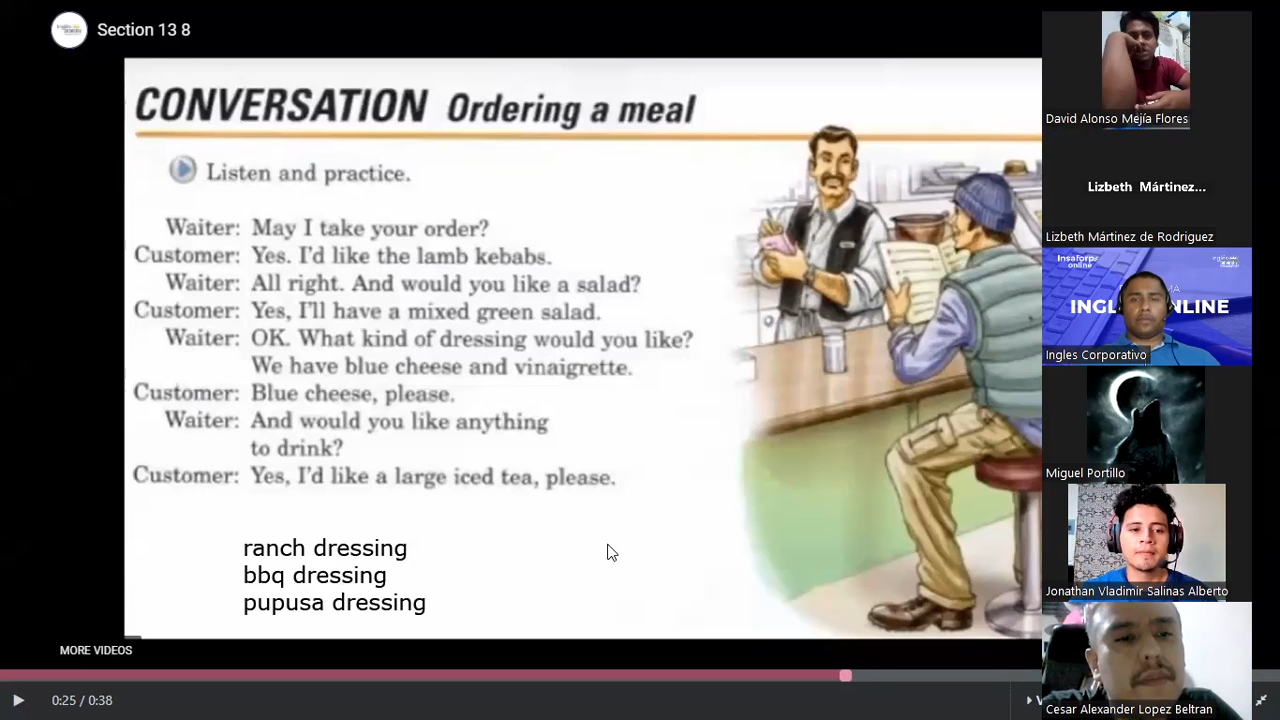 Section 13 8
CONVERSATION Ordering a meal
Listen and practice.
Waiter: May I take your order?
Customer: Yes. I'd like the lamb kebabs.
Waiter: All right. And would you like a salad?
Customer: Yes, I'll have a mixed green salad.
Waiter: OK. What kind of dressing would you like?
We have blue cheese and vinaigrette.
Customer: Blue cheese, please.
Waiter: And would you like anything
to drink?
Customer: Yes, I'd like a large iced tea, please.
ranch dressing
bbq dressing
pupusa dressing
MORE VIDEOS
0:25 / 0:38
David Alonso Mejía Flores
Lizbeth Mártinez...
Lizbeth Mártinez de Rodriguez
Insaforp
online
Ingles Corporativo
Miguel Portillo
Jonathan Vladimir Salinas Alberto
Cesar Alexander Lopez Beltran